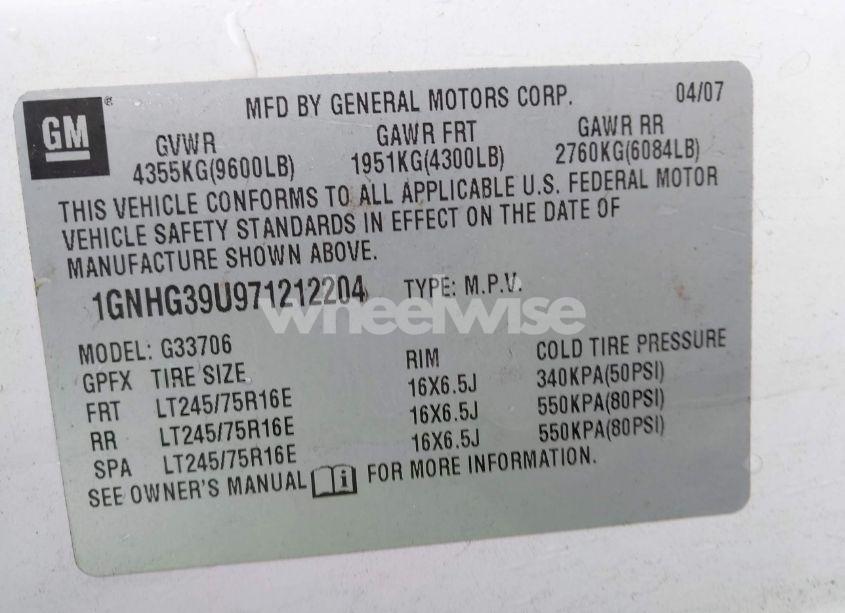 GM ® MFD BY GENERAL MOTORS CORP. 04/07
GVWR GAWR FRT GAWR RR
4355KG(9600LB) 1951KG(4300LB) 2760KG(6084LB)
THIS VEHICLE CONFORMS TO ALL APPLICABLE U.S. FEDERAL MOTOR
VEHICLE SAFETY STANDARDS IN EFFECT ON THE DATE OF
MANUFACTURE SHOWN ABOVE.
1GNHG39U971212204 TYPE: M.P.V.
wheelwise
MODEL: G33706
GPFX TIRE SIZE RIM COLD TIRE PRESSURE
FRT LT245/75R16E 16X6.5J 340KPA(50PSI)
RR LT245/75R16E 16X6.5J 550KPA(80PSI)
SPA LT245/75R16E 16X6.5J 550KPA(80PSI)
SEE OWNER'S MANUAL i FOR MORE INFORMATION.